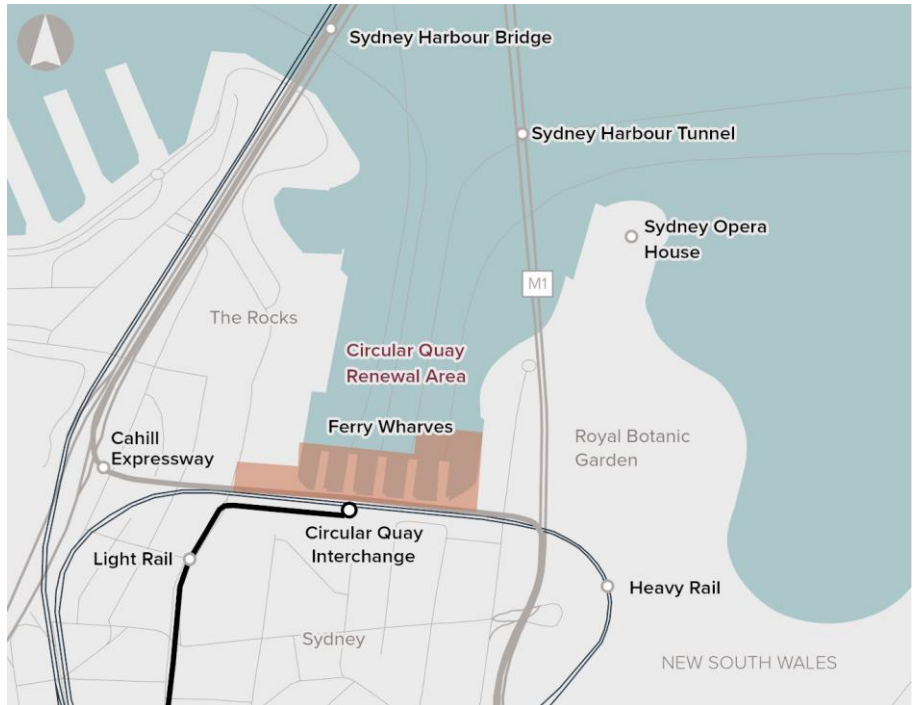 Sydney Harbour Bridge
Sydney Harbour Tunnel
Sydney Opera
House
M1
The Rocks
Circular Quay
Renewal Area
Ferry Wharves
Cahill
Expressway
Royal Botanic
Garden
Circular Quay
Interchange
Light Rail
Heavy Rail
Sydney
NEW SOUTH WALES